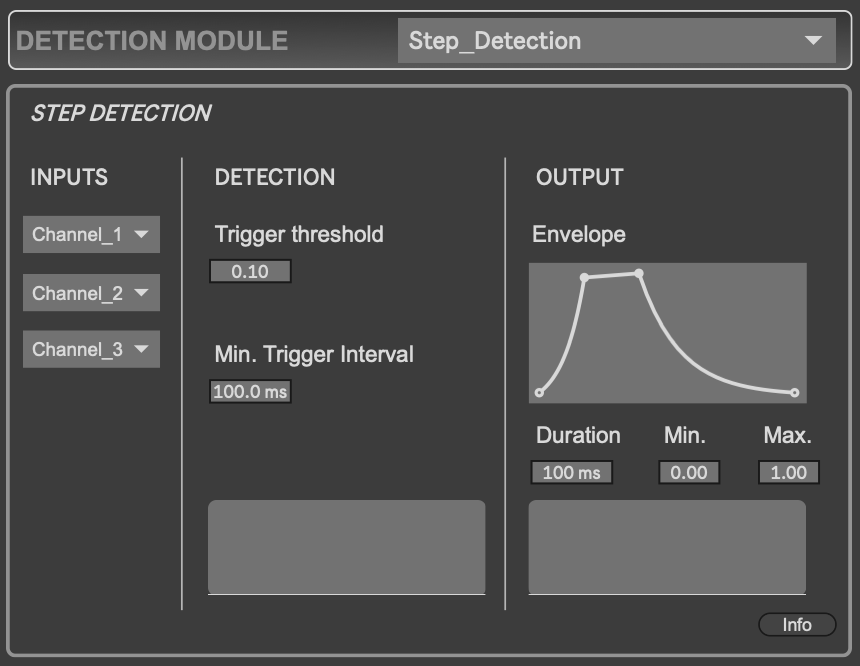 DETECTION MODULE Step_Detection
STEP DETECTION
INPUTS
Channel_1
Channel_2
Channel_3
DETECTION
Trigger threshold
0.10
Min. Trigger Interval
100.0 ms
OUTPUT
Envelope
Duration Min. Max.
100 ms 0.00 1.00
Info